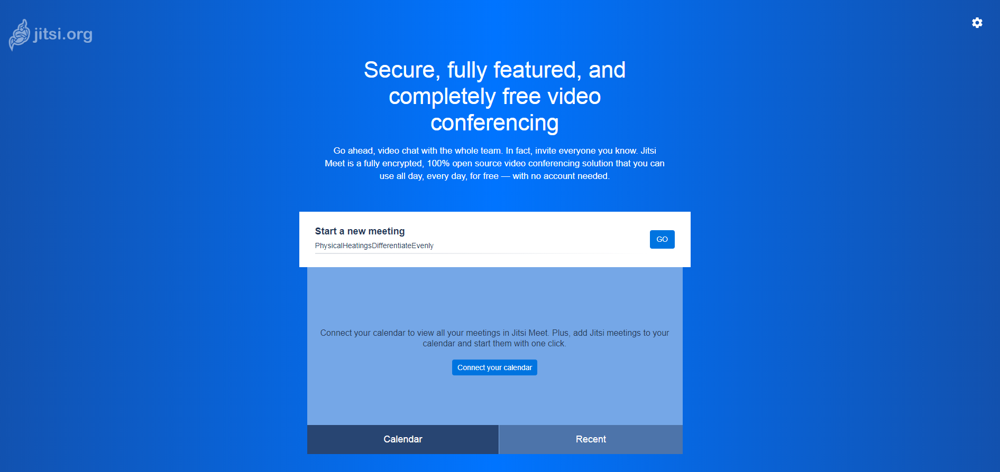 jitsi.org
Secure, fully featured, and
completely free video
conferencing
Go ahead, video chat with the whole team. In fact, invite everyone you know. Jitsi
Meet is a fully encrypted, 100% open source video conferencing solution that you can
use all day, every day, for free — with no account needed.
Start a new meeting
PhysicalHeatingsDifferentiateEvenly
GO
Connect your calendar to view all your meetings in Jitsi Meet. Plus, add Jitsi meetings to your
calendar and start them with one click.
Connect your calendar
Calendar
Recent